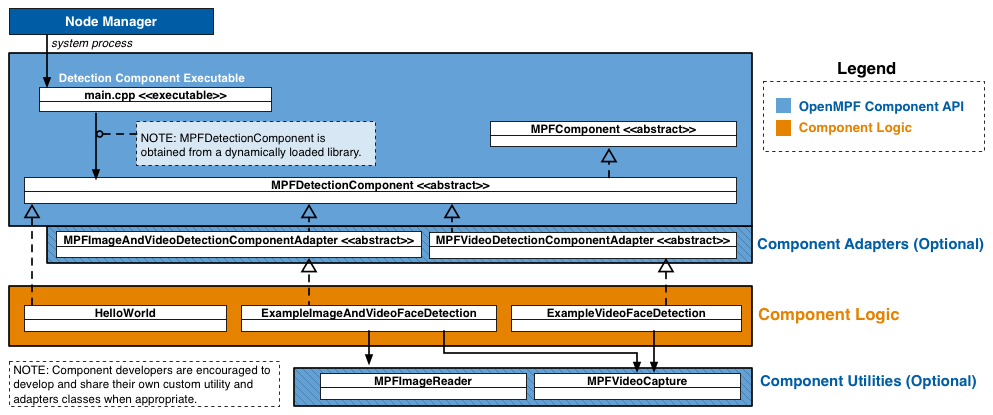 Node Manager
system process
Detection Component Executable
main.cpp <<executable>>
NOTE: MPFDetectionComponent is
obtained from a dynamically loaded library.
MPFComponent <<abstract>>
MPFDetectionComponent <<abstract>>
Legend
OpenMPF Component API
Component Logic
MPFImageAndVideoDetectionComponentAdapter <<abstract>>
MPFVideoDetectionComponentAdapter <<abstract>>
Component Adapters (Optional)
HelloWorld
ExampleImageAndVideoFaceDetection
ExampleVideoFaceDetection
Component Logic
NOTE: Component developers are encouraged to
develop and share their own custom utility and
adapters classes when appropriate.
MPFImageReader
MPFVideoCapture
Component Utilities (Optional)